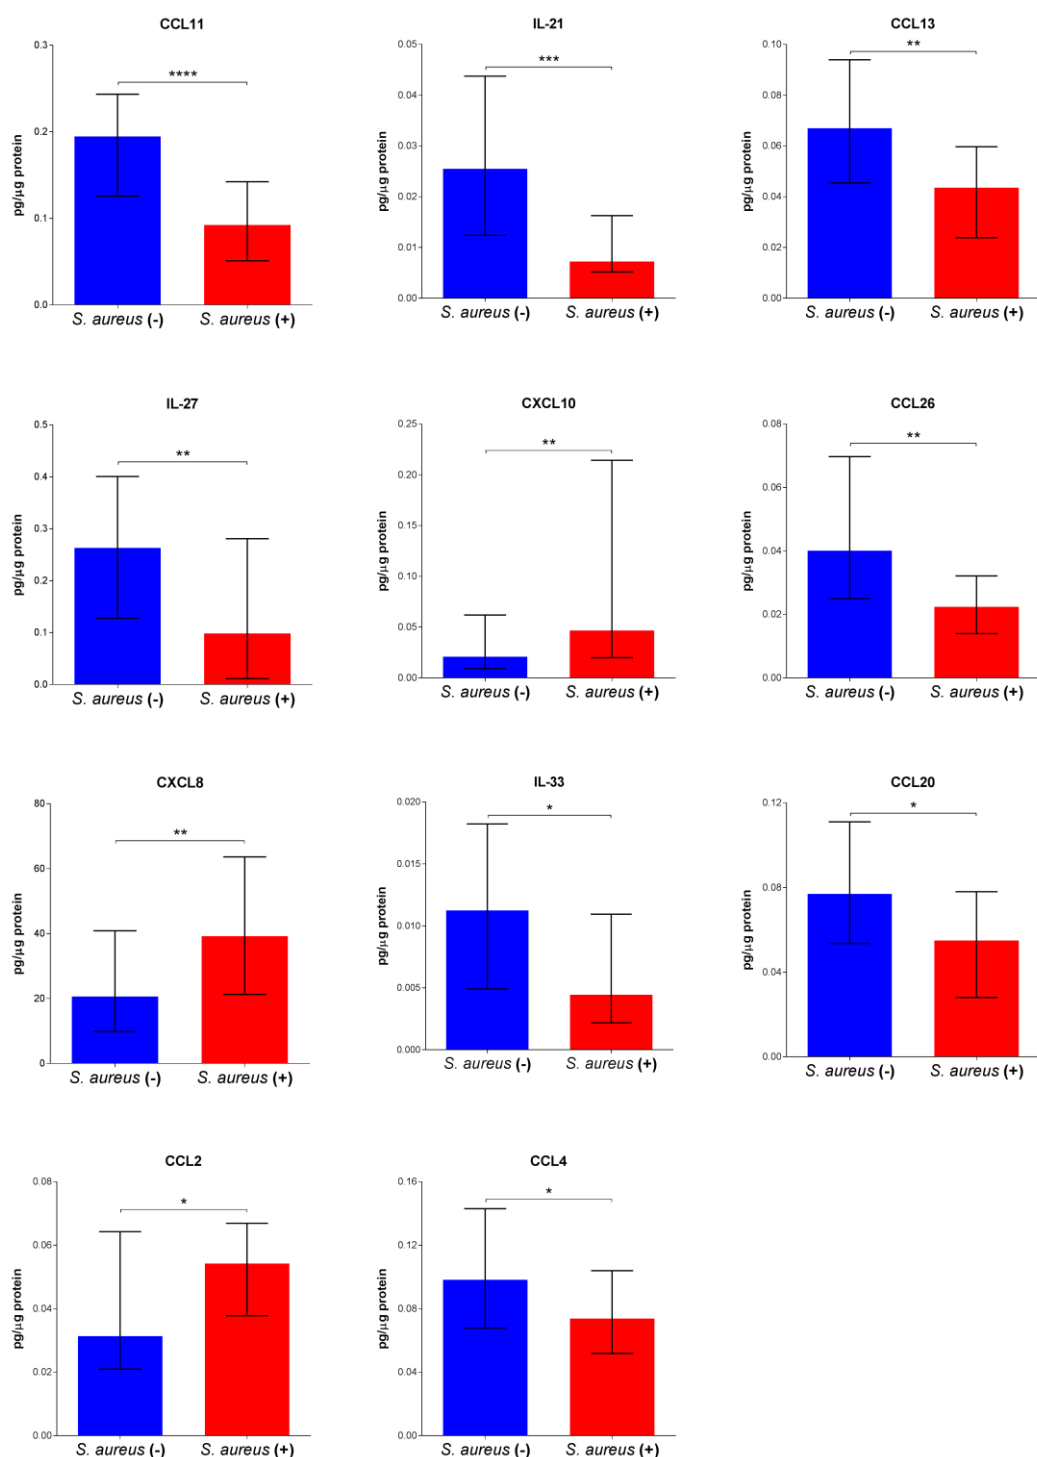 CCL11
pg/μg protein
0.3
0.2
0.1
0.0
****
S. aureus (-) S. aureus (+)
IL-21
pg/μg protein
0.05
0.04
0.03
0.02
0.01
0.00
***
S. aureus (-) S. aureus (+)
CCL13
pg/μg protein
0.10
0.08
0.06
0.04
0.02
0.00
**
S. aureus (-) S. aureus (+)
IL-27
pg/μg protein
0.5
0.4
0.3
0.2
0.1
0.0
**
S. aureus (-) S. aureus (+)
CXCL10
pg/μg protein
0.25
0.20
0.15
0.10
0.05
0.00
**
S. aureus (-) S. aureus (+)
CCL26
pg/μg protein
0.08
0.06
0.04
0.02
0.00
**
S. aureus (-) S. aureus (+)
CXCL8
pg/μg protein
80
60
40
20
0
**
S. aureus (-) S. aureus (+)
IL-33
pg/μg protein
0.020
0.015
0.010
0.005
0.000
*
S. aureus (-) S. aureus (+)
CCL20
pg/μg protein
0.12
0.08
0.04
0.00
*
S. aureus (-) S. aureus (+)
CCL2
pg/μg protein
0.08
0.06
0.04
0.02
0.00
*
S. aureus (-) S. aureus (+)
CCL4
pg/μg protein
0.16
0.12
0.08
0.04
0.00
*
S. aureus (-) S. aureus (+)